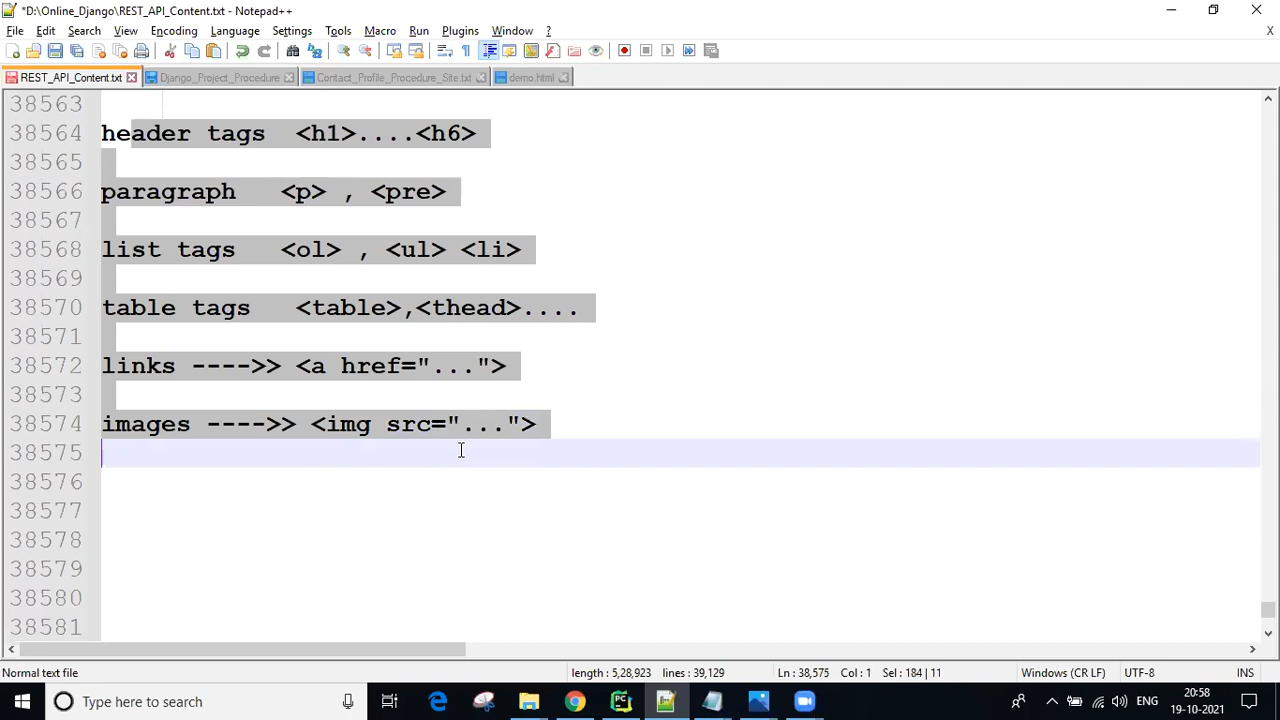 *D:\Online_Django\REST_API_Content.txt - Notepad++
File Edit Search View Encoding Language Settings Tools Macro Run Plugins Window ? X
REST_API_Content.txt Django_Project_Procedure Contact_Profile_Procedure_Site.txt demo.html
38563
38564 header tags <h1>....<h6>
38565
38566 paragraph <p> , <pre>
38567
38568 list tags <ol> , <ul> <li>
38569
38570 table tags <table>,<thead>....
38571
38572 links ---->> <a href="...">
38573
38574 images ---->> <img src="...">
38575
38576
38577
38578
38579
38580
38581
Normal text file length : 5,28,923 lines : 39,129 Ln : 38,575 Col : 1 Sel : 184 | 11 Windows (CR LF) UTF-8 INS
Type here to search ENG 20:58
19-10-2021